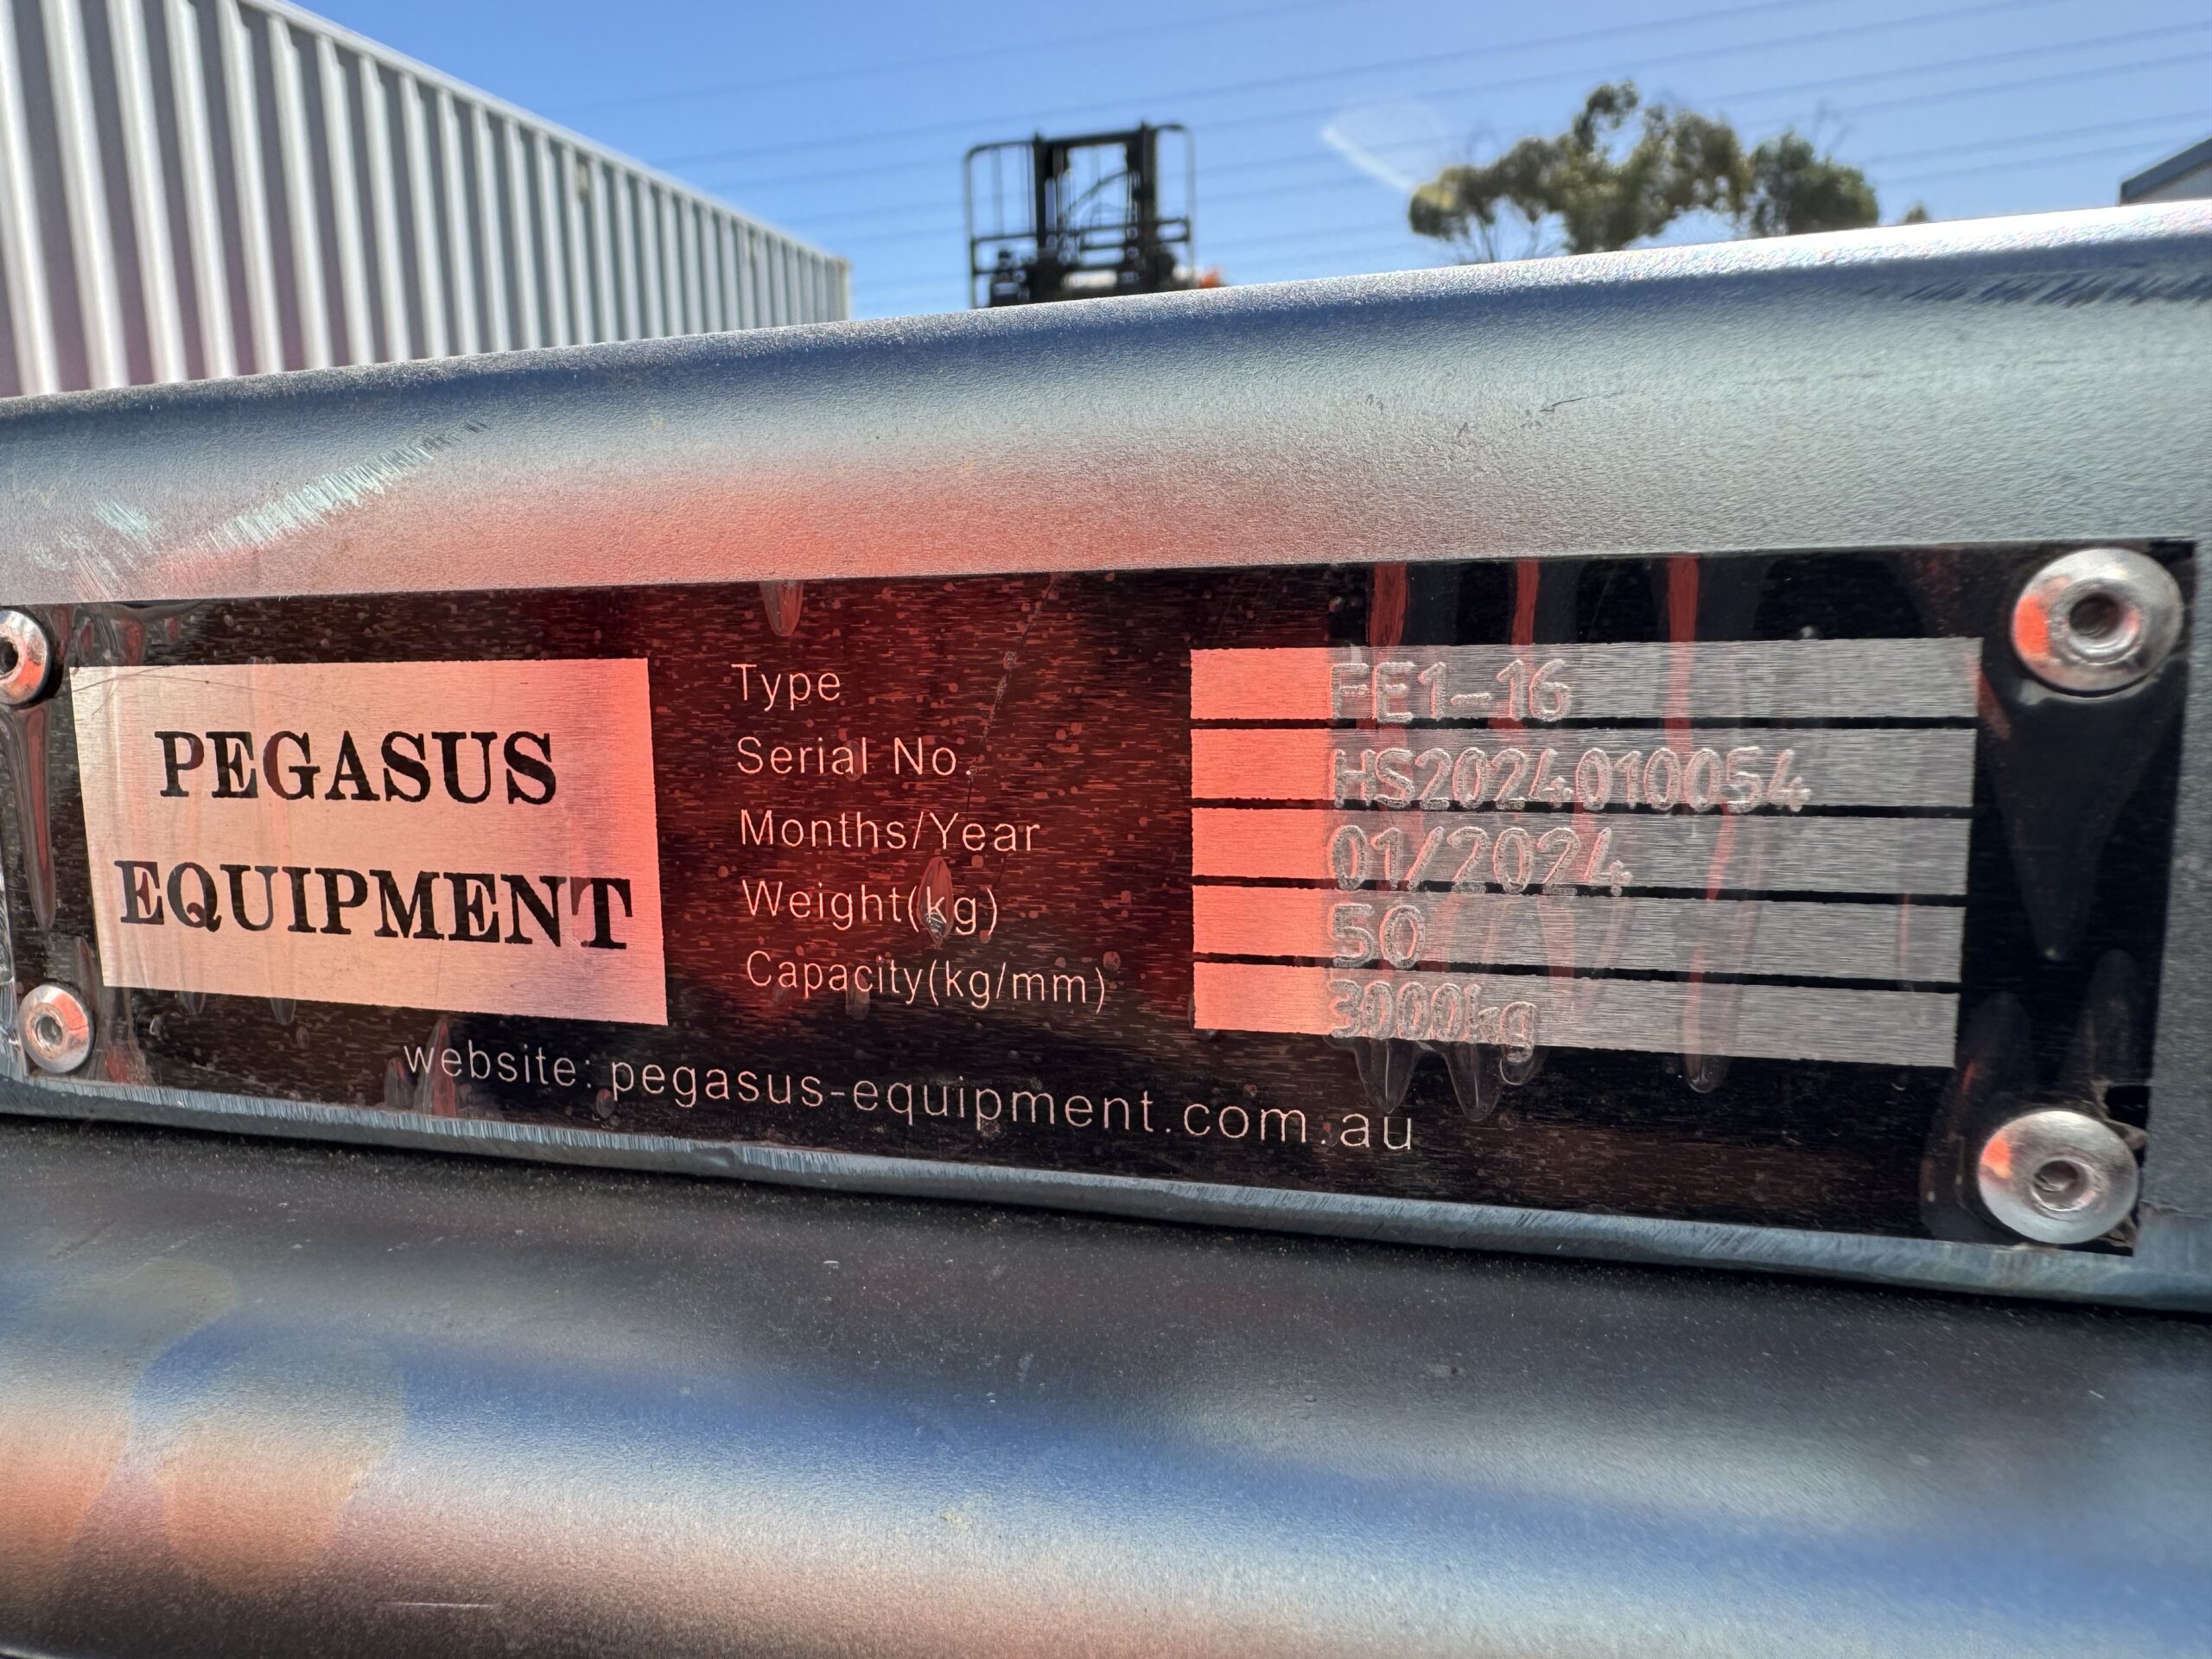 PEGASUS
EQUIPMENT
Type FE1-16
Serial No. HS2024010054
Months/Year 01/2024
Weight(kg) 50
Capacity(kg/mm) 3000kg
website: pegasus-equipment.com.au